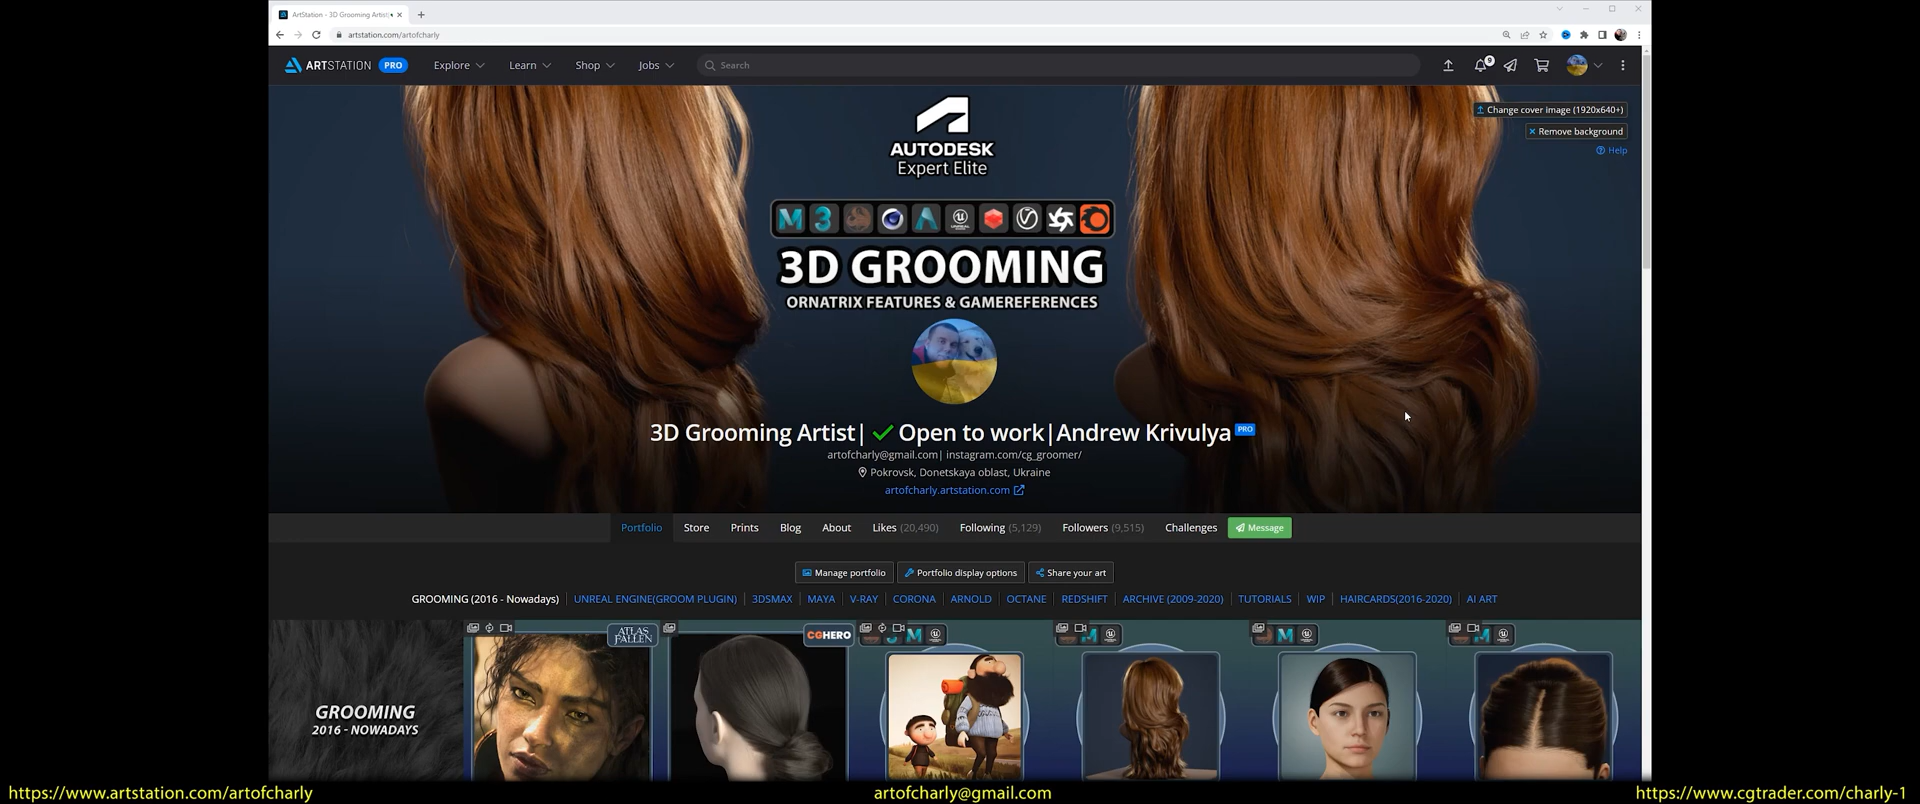 ArtStation - 3D Grooming Artist|
artstation.com/artofcharly
ARTSTATION PRO Explore Learn Shop Jobs Search 9
Change cover image (1920x640+)
Remove background
Help
AUTODESK
Expert Elite
3D GROOMING
ORNATRIX FEATURES & GAMEREFERENCES
3D Grooming Artist| ✓ Open to work|Andrew Krivulya PRO
artofcharly@gmail.com| instagram.com/cg_groomer/
Pokrovsk, Donetskaya oblast, Ukraine
artofcharly.artstation.com
Portfolio Store Prints Blog About Likes (20,490) Following (5,129) Followers (9,515) Challenges Message
Manage portfolio Portfolio display options Share your art
GROOMING (2016 - Nowadays) UNREAL ENGINE(GROOM PLUGIN) 3DSMAX MAYA V-RAY CORONA ARNOLD OCTANE REDSHIFT ARCHIVE (2009-2020) TUTORIALS WIP HAIRCARDS(2016-2020) AI ART
ATLAS
FALLEN
CGHERO
GROOMING
2016 - NOWADAYS
https://www.artstation.com/artofcharly artofcharly@gmail.com https://www.cgtrader.com/charly-1